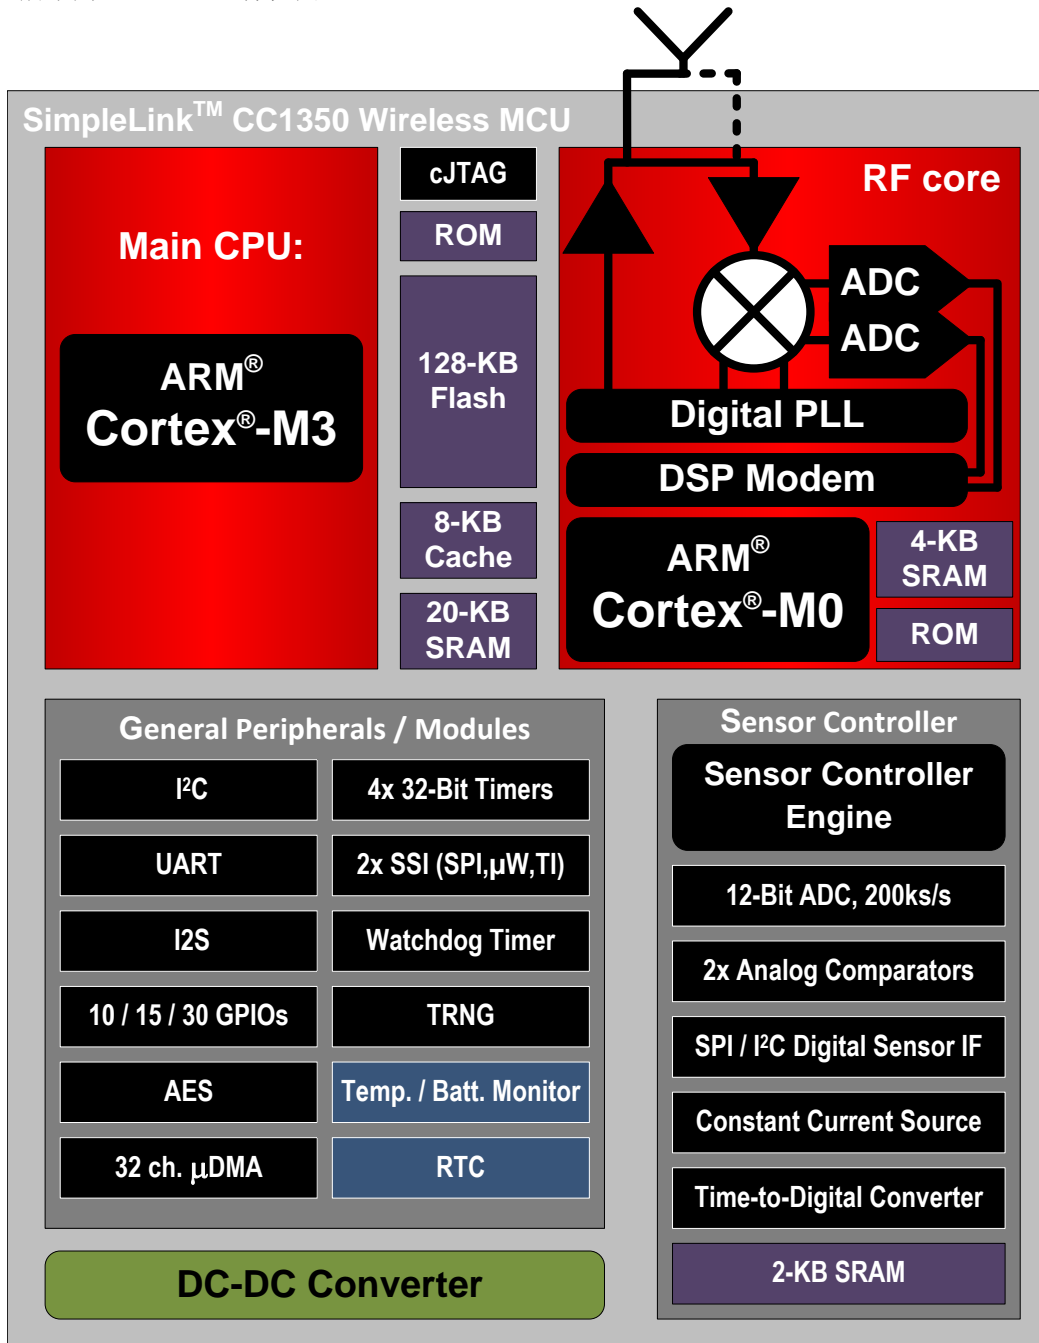 SimpleLink™ CC1350 Wireless MCU
cJTAG
RF core
ROM
Main CPU:
ADC
ADC
ARM®
Cortex®-M3
128-KB
Flash
Digital PLL
DSP Modem
8-KB
Cache
ARM®
Cortex®-M0
4-KB
SRAM
20-KB
SRAM
ROM
General Peripherals / Modules
I²C
4x 32-Bit Timers
UART
2x SSI (SPI,µW,TI)
I2S
Watchdog Timer
10 / 15 / 30 GPIOs
TRNG
AES
Temp. / Batt. Monitor
32 ch. µDMA
RTC
Sensor Controller
Sensor Controller
Engine
12-Bit ADC, 200ks/s
2x Analog Comparators
SPI / I²C Digital Sensor IF
Constant Current Source
Time-to-Digital Converter
2-KB SRAM
DC-DC Converter